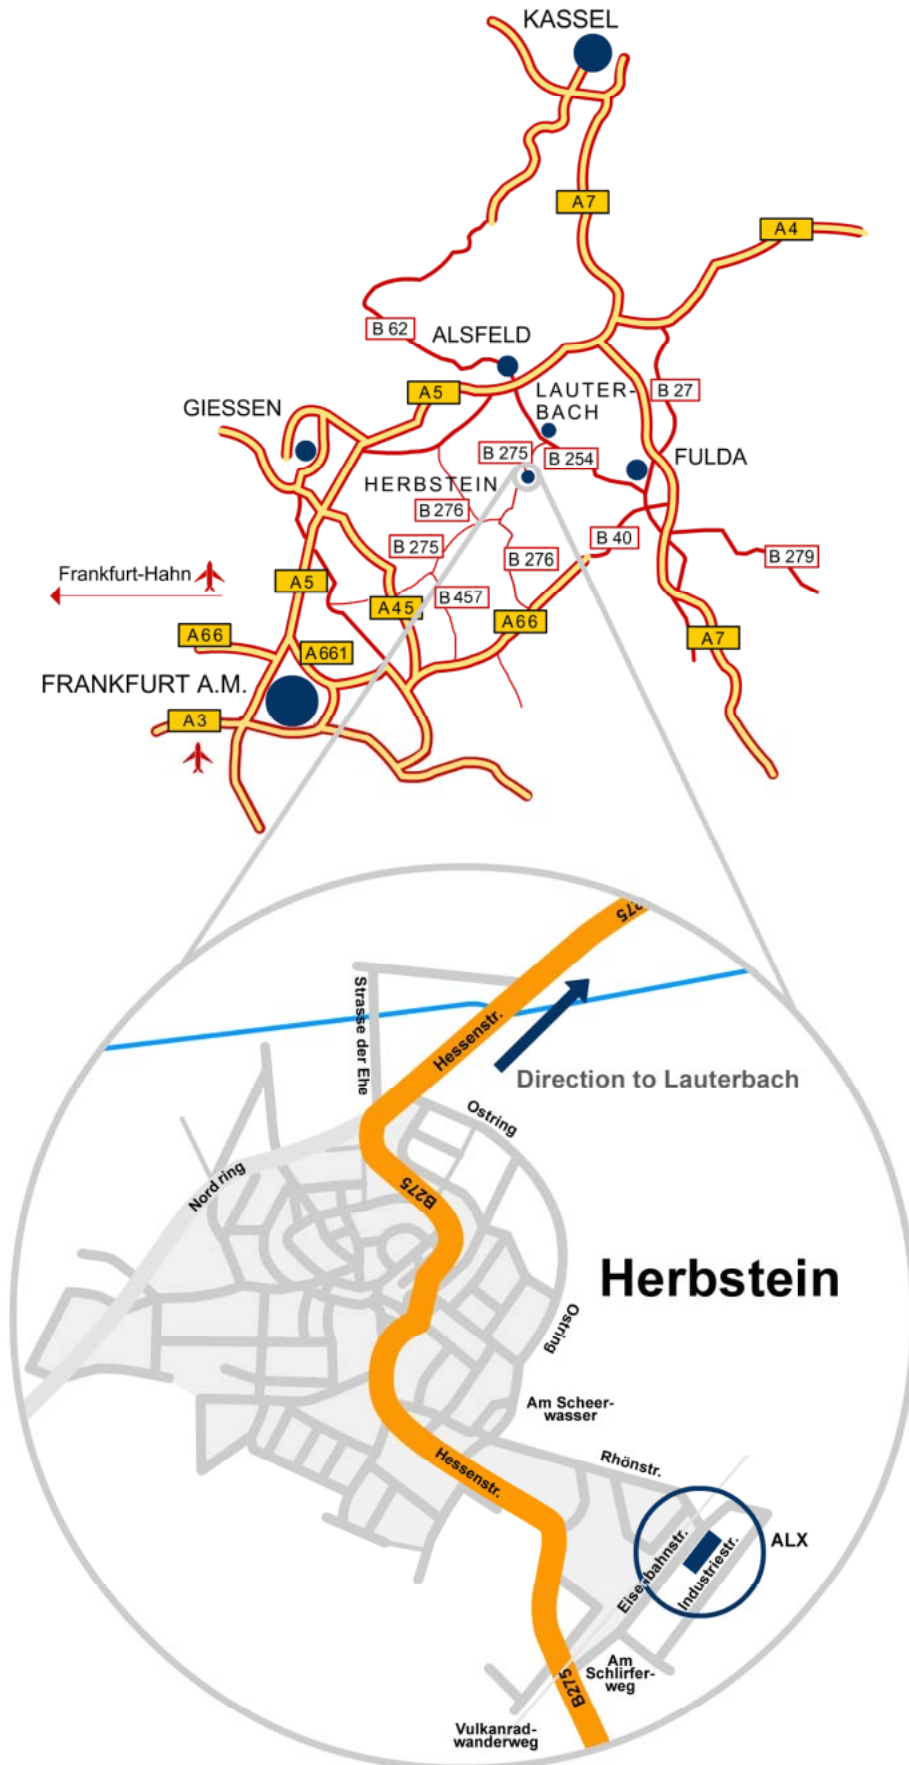 KASSEL
A7
A4
B 62
ALSFELD
A5
LAUTER-
BACH
B 27
GIESSEN
B 275
B 254
FULDA
HERBSTEIN
B 276
B 275
B 276
B 40
B 279
Frankfurt-Hahn
A5
A45
B 457
A66
A66
A661
A7
FRANKFURT A.M.
A3
B275
Strasse der Ehe
Hessenstr.
Direction to Lauterbach
Ostring
Nord ring
B275
Herbstein
Ostring
Am Scheer-
wasser
Rhönstr.
Hessenstr.
ALX
Eisenbahnstr.
Industriestr.
Am
Schlirfer-
weg
B275
Vulkanrad-
wanderweg